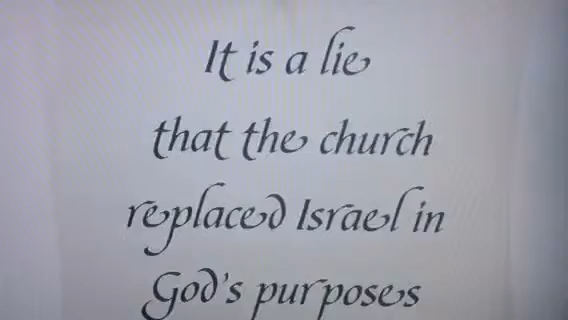 It is a lie
that the church
replaced Israel in
God's purposes